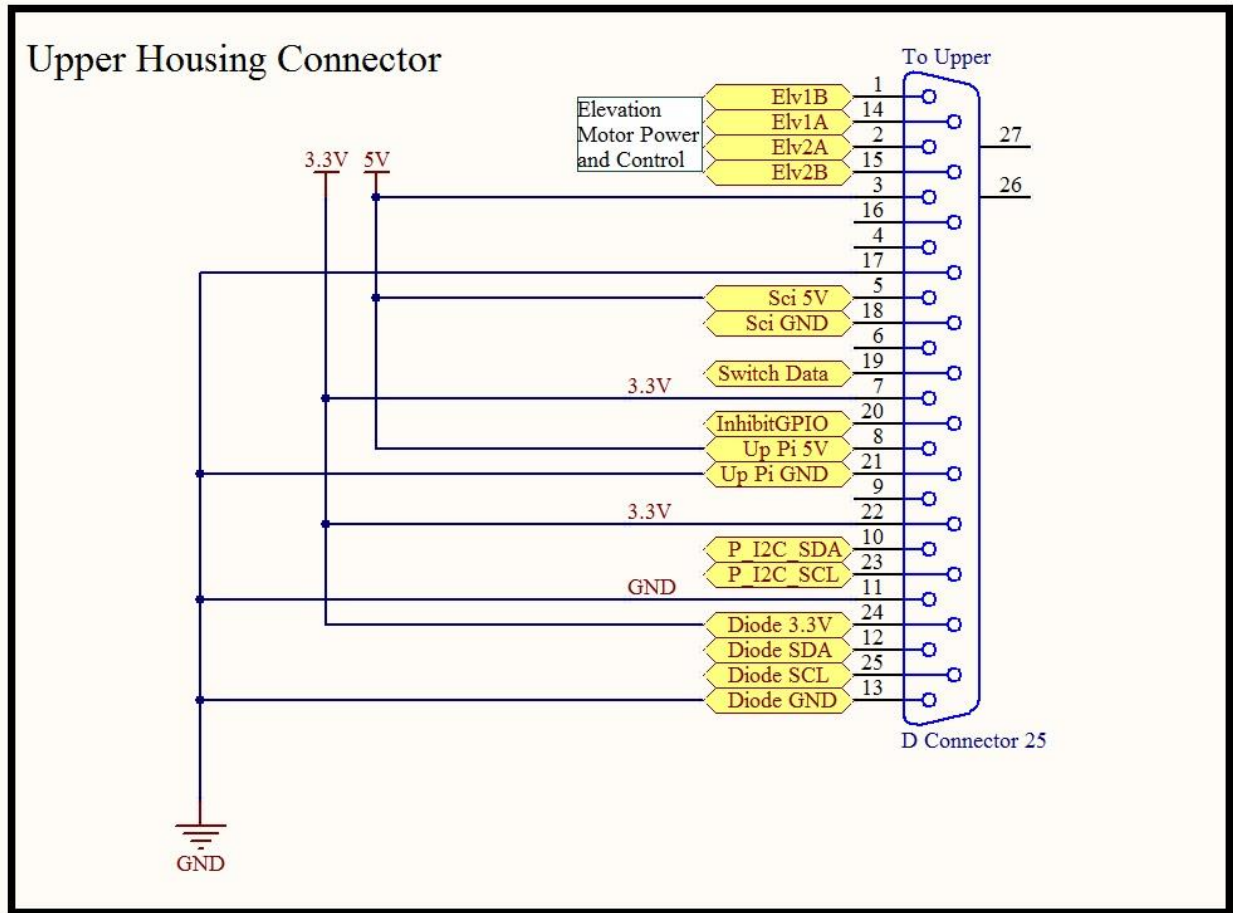 Upper Housing Connector
To Upper
1
Elv1B
14
Elevation
Elv1A
2
27
Motor Power
Elv2A
15
and Control
Elv2B
3.3V 5V
3
26
16
4
17
5
Sci 5V
18
Sci GND
6
19
Switch Data
7
3.3V
20
InhibitGPIO
8
Up Pi 5V
21
Up Pi GND
9
22
3.3V
10
P_I2C_SDA
23
P_I2C_SCL
11
GND
24
Diode 3.3V
12
Diode SDA
25
Diode SCL
13
Diode GND
D Connector 25
GND